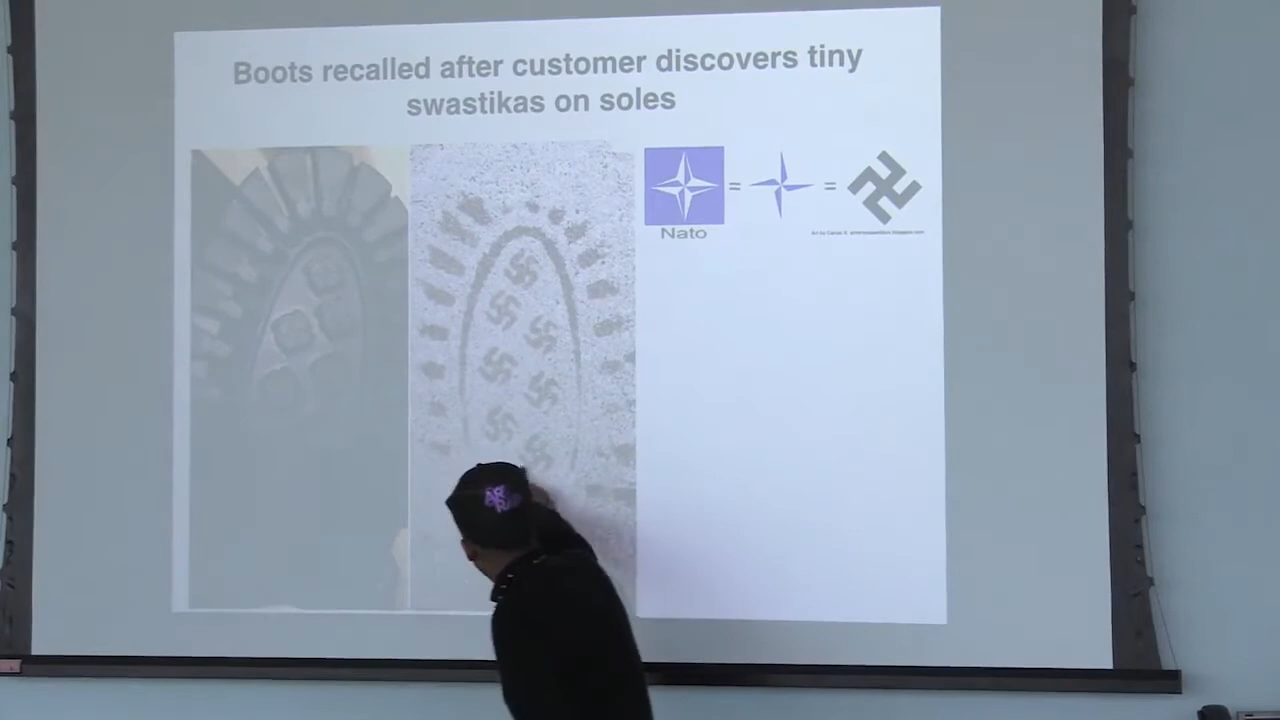 Boots recalled after customer discovers tiny
swastikas on soles
= =
Nato